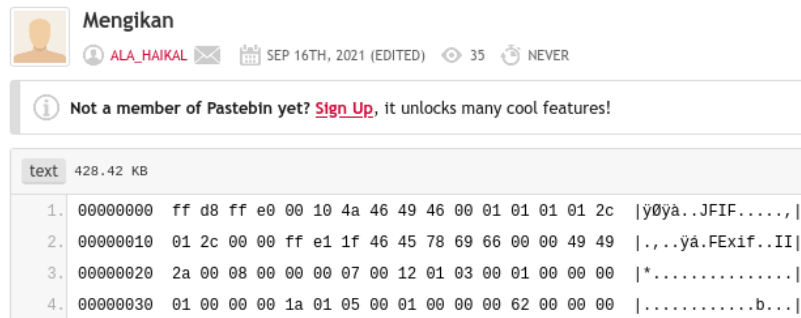 Mengikan
ALA_HAIKAL SEP 16TH, 2021 (EDITED) 35 NEVER
Not a member of Pastebin yet? Sign Up, it unlocks many cool features!
text 428.42 KB
1. 00000000 ff d8 ff e0 00 10 4a 46 49 46 00 01 01 01 01 2c |ÿØÿà..JFIF.....,|
2. 00000010 01 2c 00 00 ff e1 1f 46 45 78 69 66 00 00 49 49 |.,..ÿá.FExif..II|
3. 00000020 2a 00 08 00 00 00 07 00 12 01 03 00 01 00 00 00 |*...............|
4. 00000030 01 00 00 00 1a 01 05 00 01 00 00 00 62 00 00 00 |............b...|